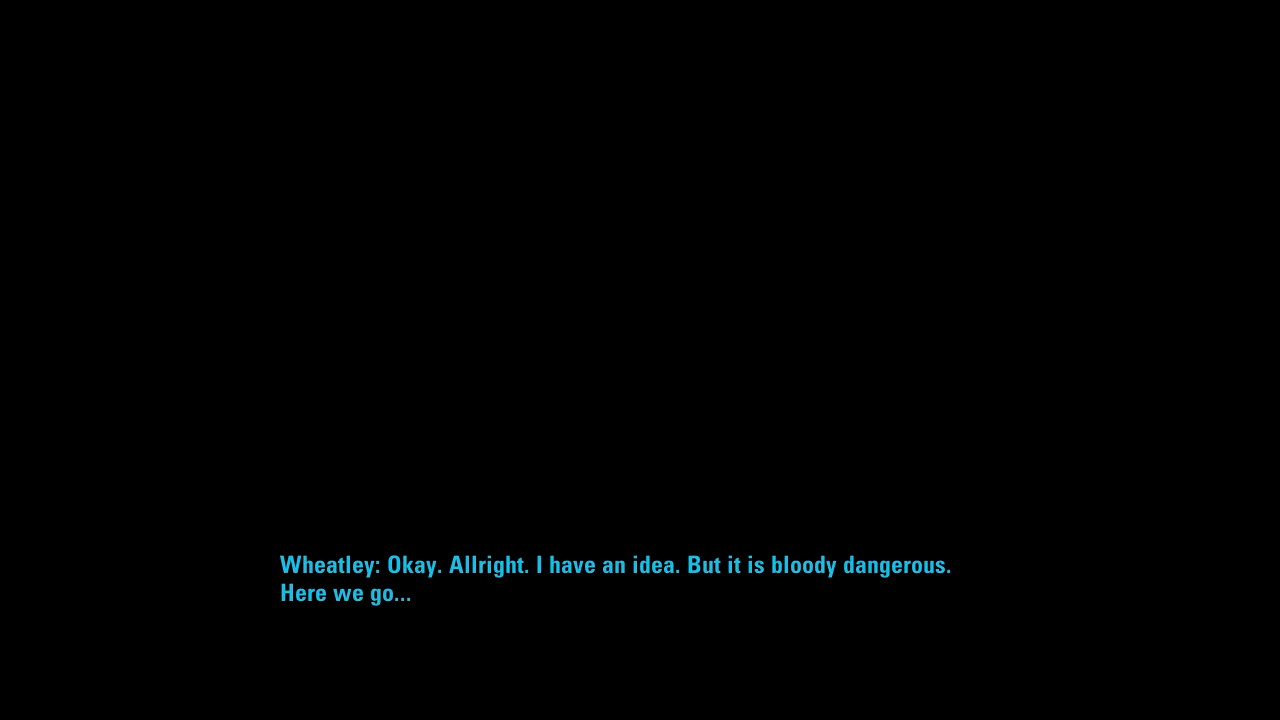 Wheatley: Okay. Allright. I have an idea. But it is bloody dangerous.
Here we go...